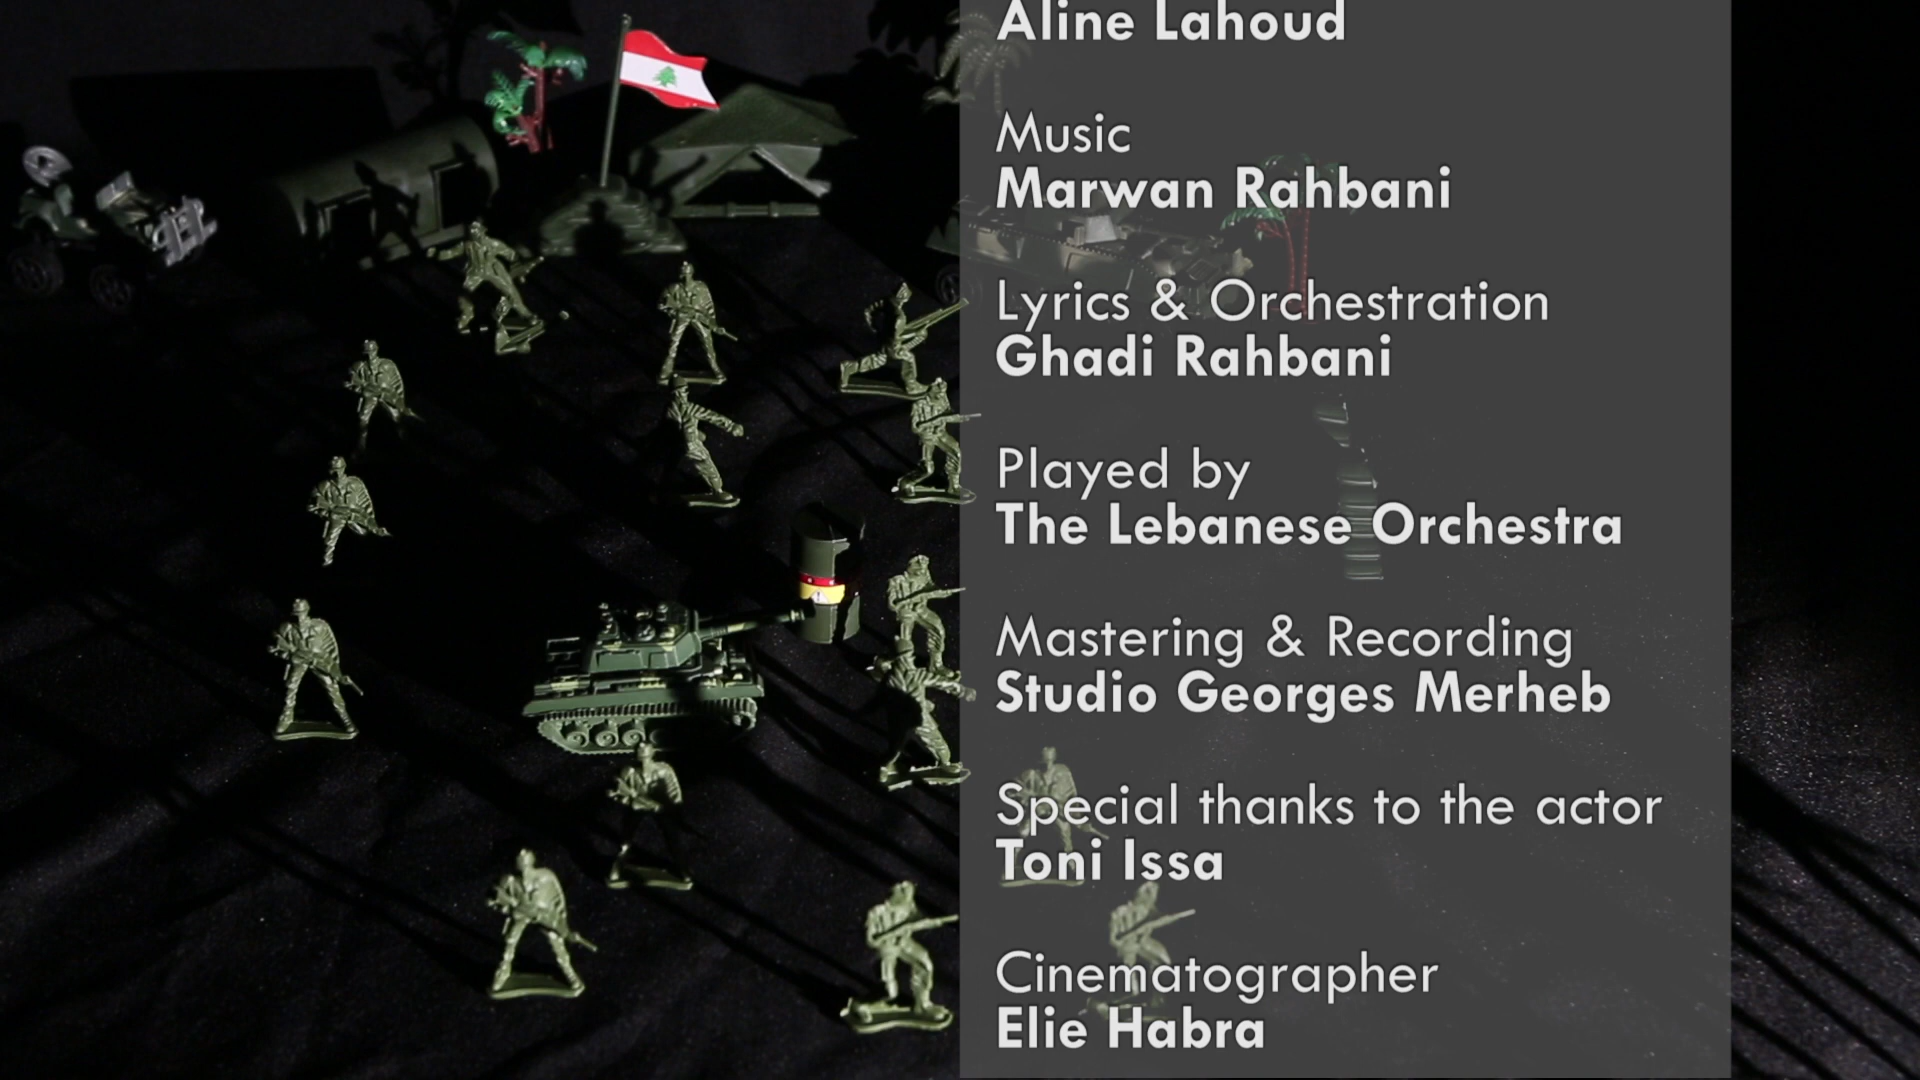 Aline Lahoud
Music
Marwan Rahbani
Lyrics & Orchestration
Ghadi Rahbani
Played by
The Lebanese Orchestra
Mastering & Recording
Studio Georges Merheb
Special thanks to the actor
Toni Issa
Cinematographer
Elie Habra